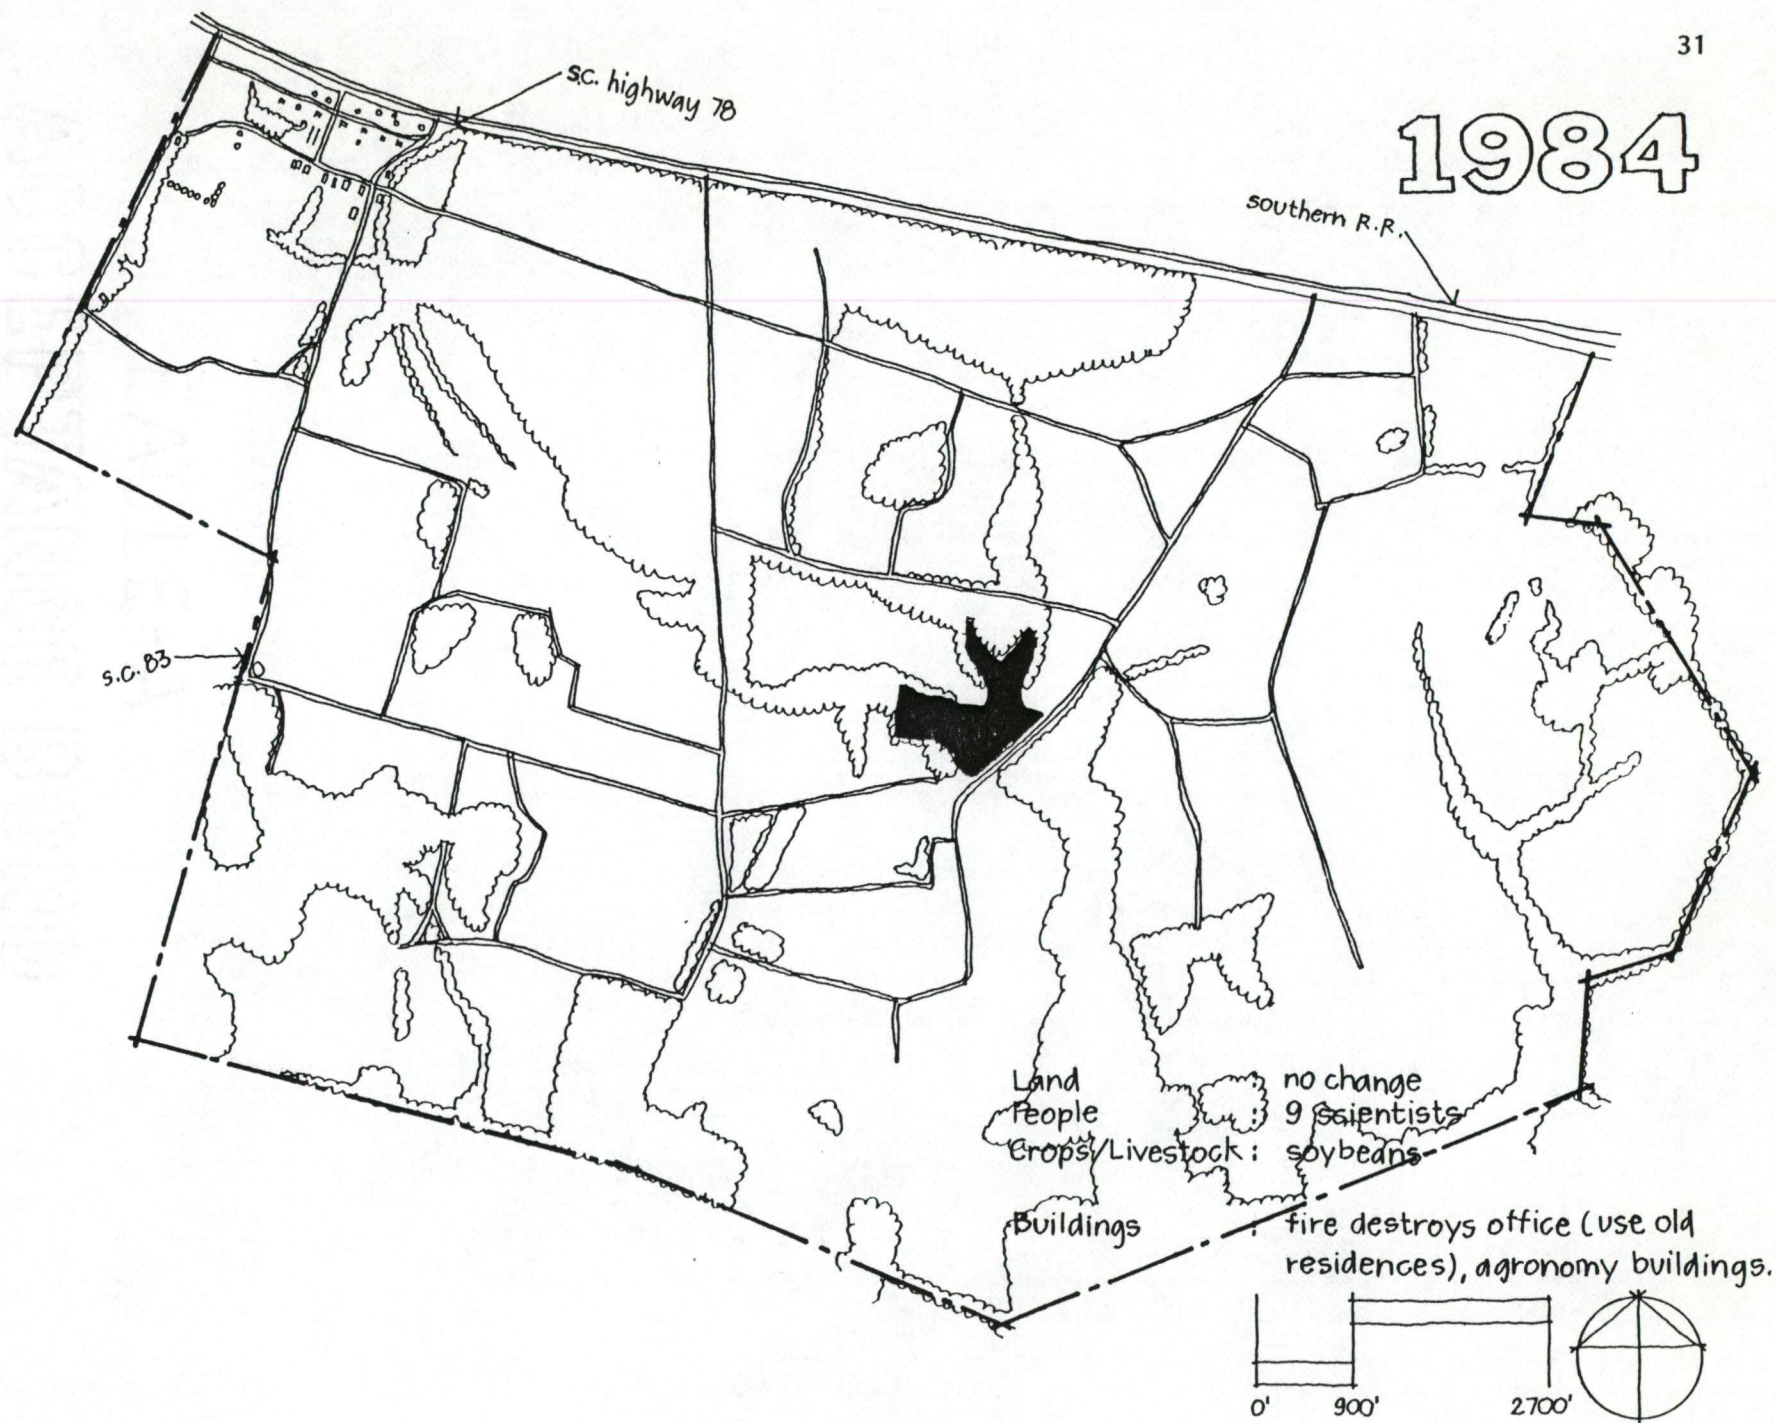 31
1984
s.c. highway 78
southern R.R.
s.c. 83
Land : no change
People : 9 scientists
Crops/Livestock : soybeans
Buildings : fire destroys office (use old
residences), agronomy buildings.
0' 900' 2700'